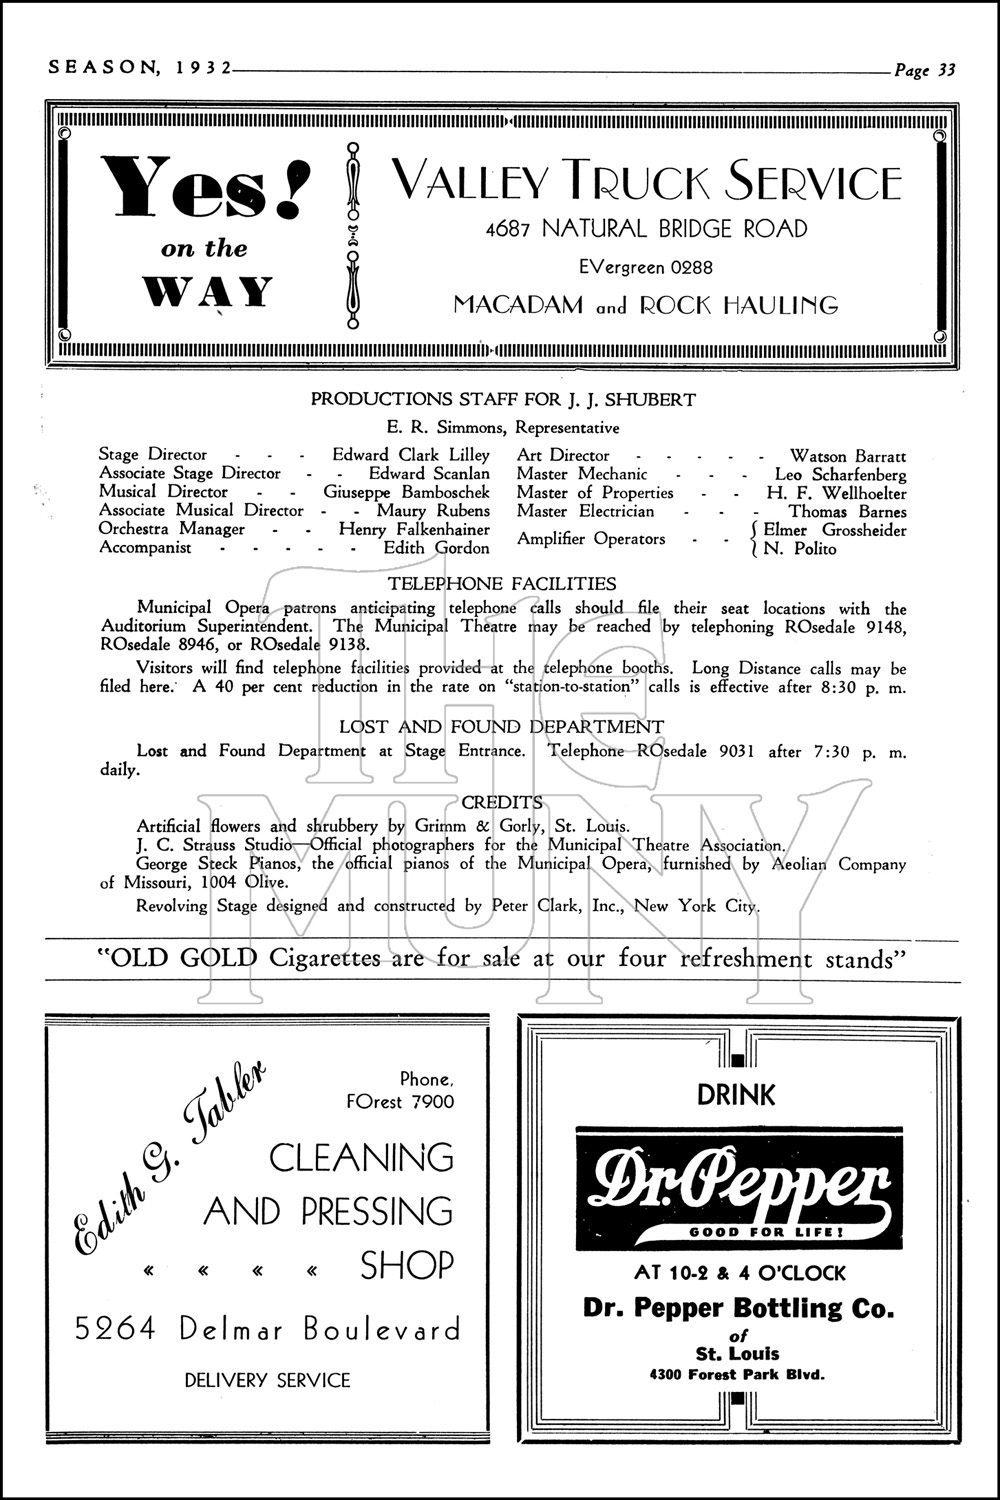 SEASON, 1932
Page 33
Yes!
on the
WAY
VALLEY TRUCK SERVICE
4687 NATURAL BRIDGE ROAD
EVergreen 0288
MACADAM and ROCK HAULING
PRODUCTIONS STAFF FOR J. J. SHUBERT
E. R. Simmons, Representative
Stage Director - - - Edward Clark Lilley
Associate Stage Director - - Edward Scanlan
Musical Director - - Giuseppe Bamboschek
Associate Musical Director - - Maury Rubens
Orchestra Manager - - Henry Falkenhainer
Accompanist - - - - - Edith Gordon
Art Director - - - - - Watson Barratt
Master Mechanic - - - Leo Scharfenberg
Master of Properties - - H. F. Wellhoelter
Master Electrician - - - Thomas Barnes
Amplifier Operators - - { Elmer Grossheider
N. Polito
TELEPHONE FACILITIES
Municipal Opera patrons anticipating telephone calls should file their seat locations with the
Auditorium Superintendent. The Municipal Theatre may be reached by telephoning ROsedale 9148,
ROsedale 8946, or ROsedale 9138.
Visitors will find telephone facilities provided at the telephone booths. Long Distance calls may be
filed here. A 40 per cent reduction in the rate on "station-to-station" calls is effective after 8:30 p. m.
LOST AND FOUND DEPARTMENT
Lost and Found Department at Stage Entrance. Telephone ROsedale 9031 after 7:30 p. m.
daily.
CREDITS
Artificial flowers and shrubbery by Grimm & Gorly, St. Louis.
J. C. Strauss Studio—Official photographers for the Municipal Theatre Association.
George Steck Pianos, the official pianos of the Municipal Opera, furnished by Aeolian Company
of Missouri, 1004 Olive.
Revolving Stage designed and constructed by Peter Clark, Inc., New York City.
THE
MUNY
"OLD GOLD Cigarettes are for sale at our four refreshment stands"
Edith G. Tabler
Phone,
FOrest 7900
CLEANING
AND PRESSING
« « « « SHOP
5264 Delmar Boulevard
DELIVERY SERVICE
DRINK
Dr. Pepper
GOOD FOR LIFE!
AT 10-2 & 4 O'CLOCK
Dr. Pepper Bottling Co.
of
St. Louis
4300 Forest Park Blvd.